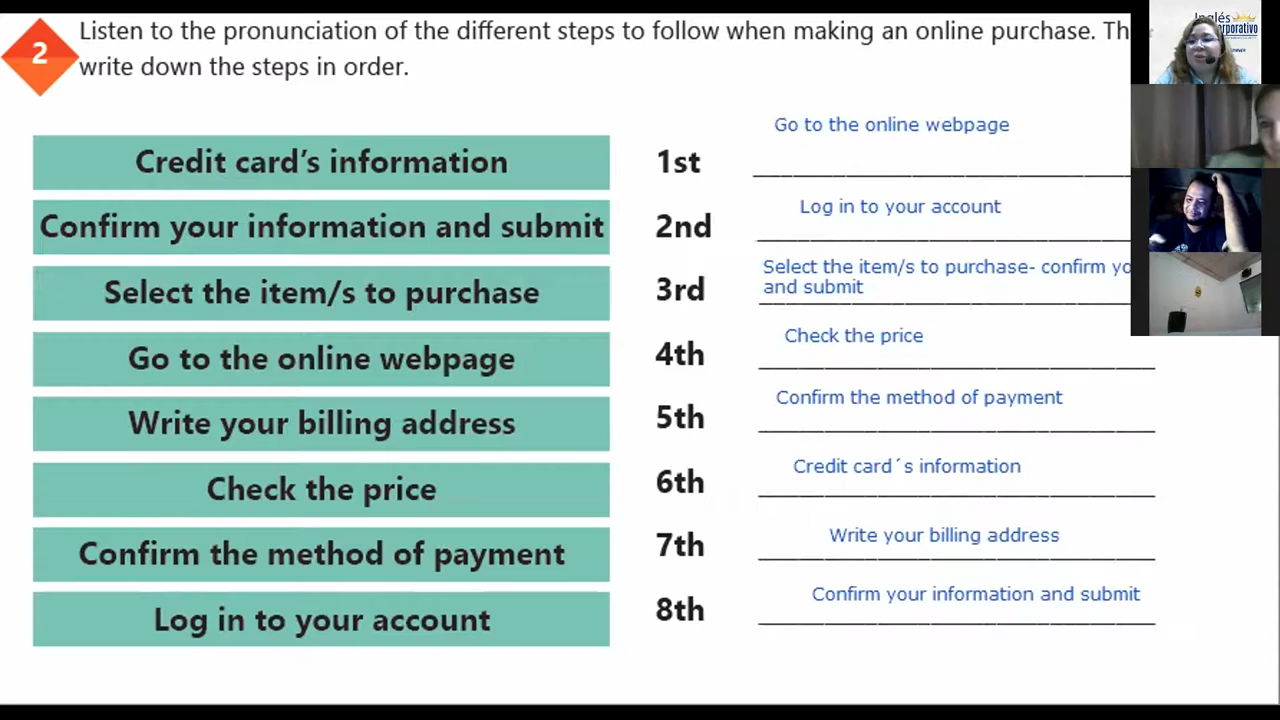 2
Listen to the pronunciation of the different steps to follow when making an online purchase.
write down the steps in order.
Inglés
Credit card's information
Confirm your information and submit
Select the item/s to purchase
Go to the online webpage
Write your billing address
Check the price
Confirm the method of payment
Log in to your account
1st Go to the online webpage
2nd Log in to your account
3rd Select the item/s to purchase- confirm
and submit
4th Check the price
5th Confirm the method of payment
6th Credit card´s information
7th Write your billing address
8th Confirm your information and submit